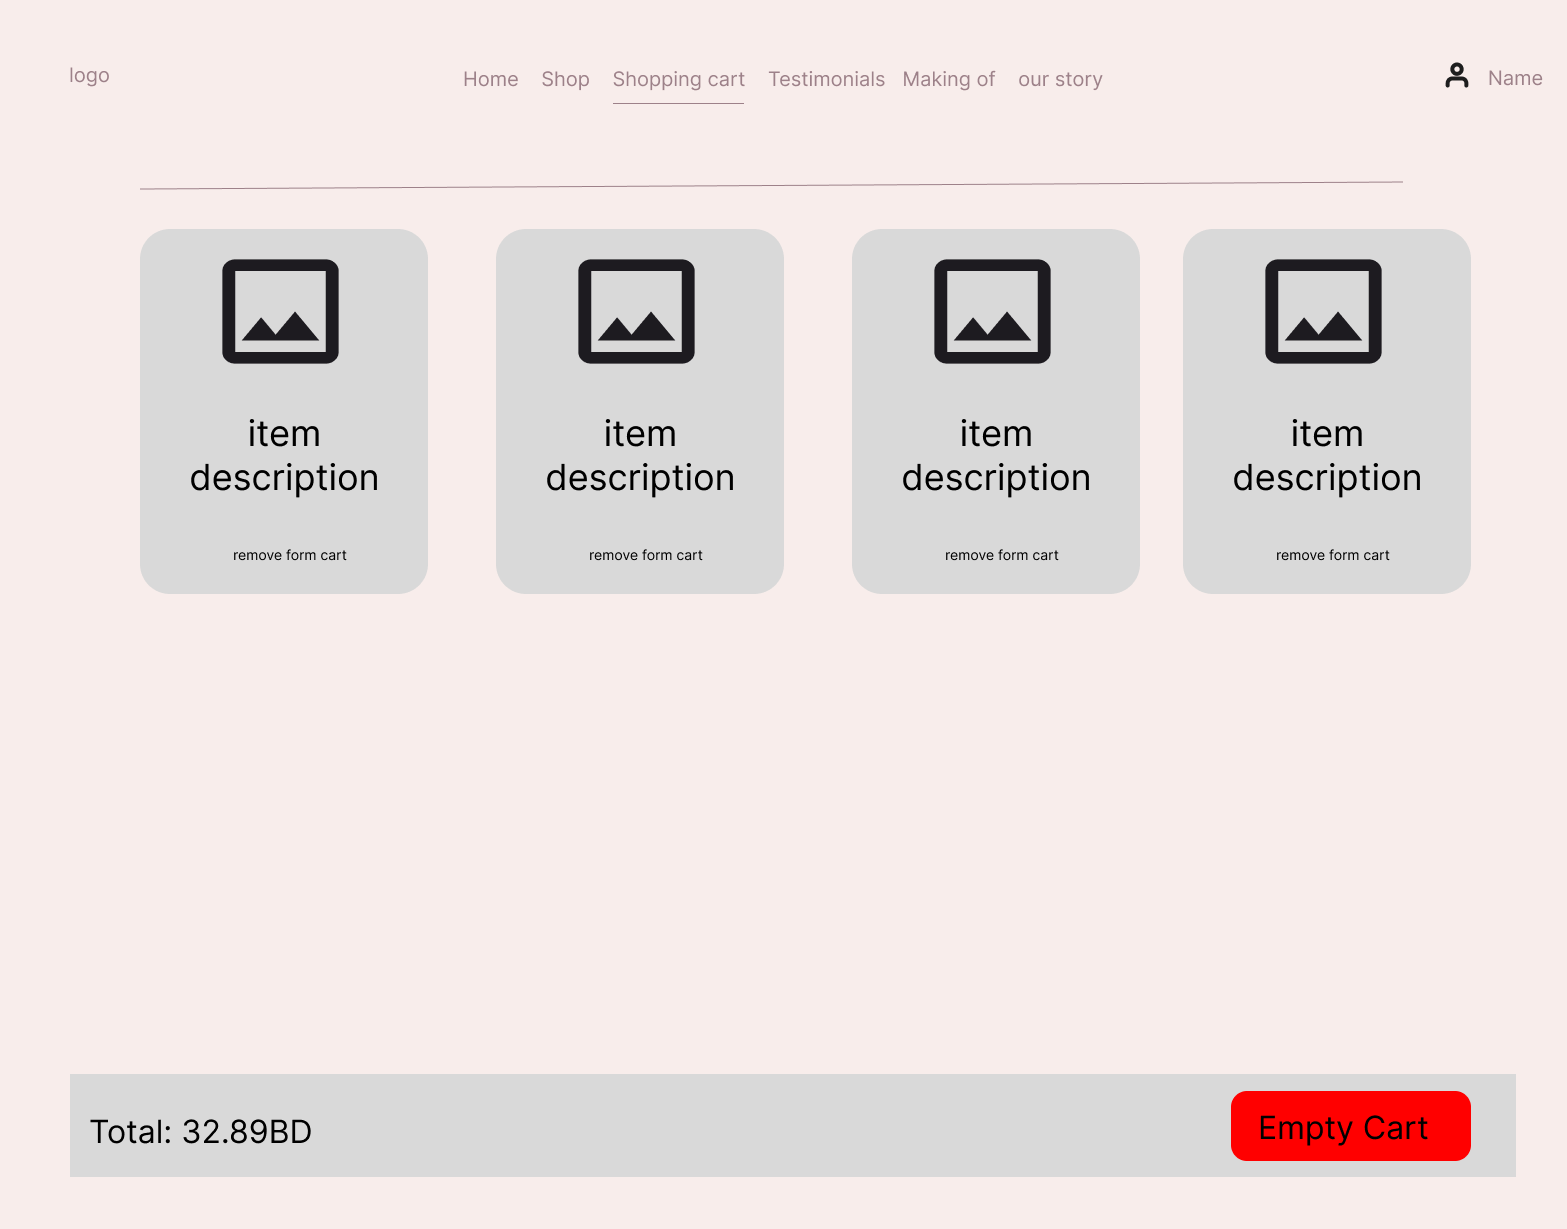 logo
Home Shop Shopping cart Testimonials Making of our story
Name
item
description
remove form cart
item
description
remove form cart
item
description
remove form cart
item
description
remove form cart
Total: 32.89BD
Empty Cart